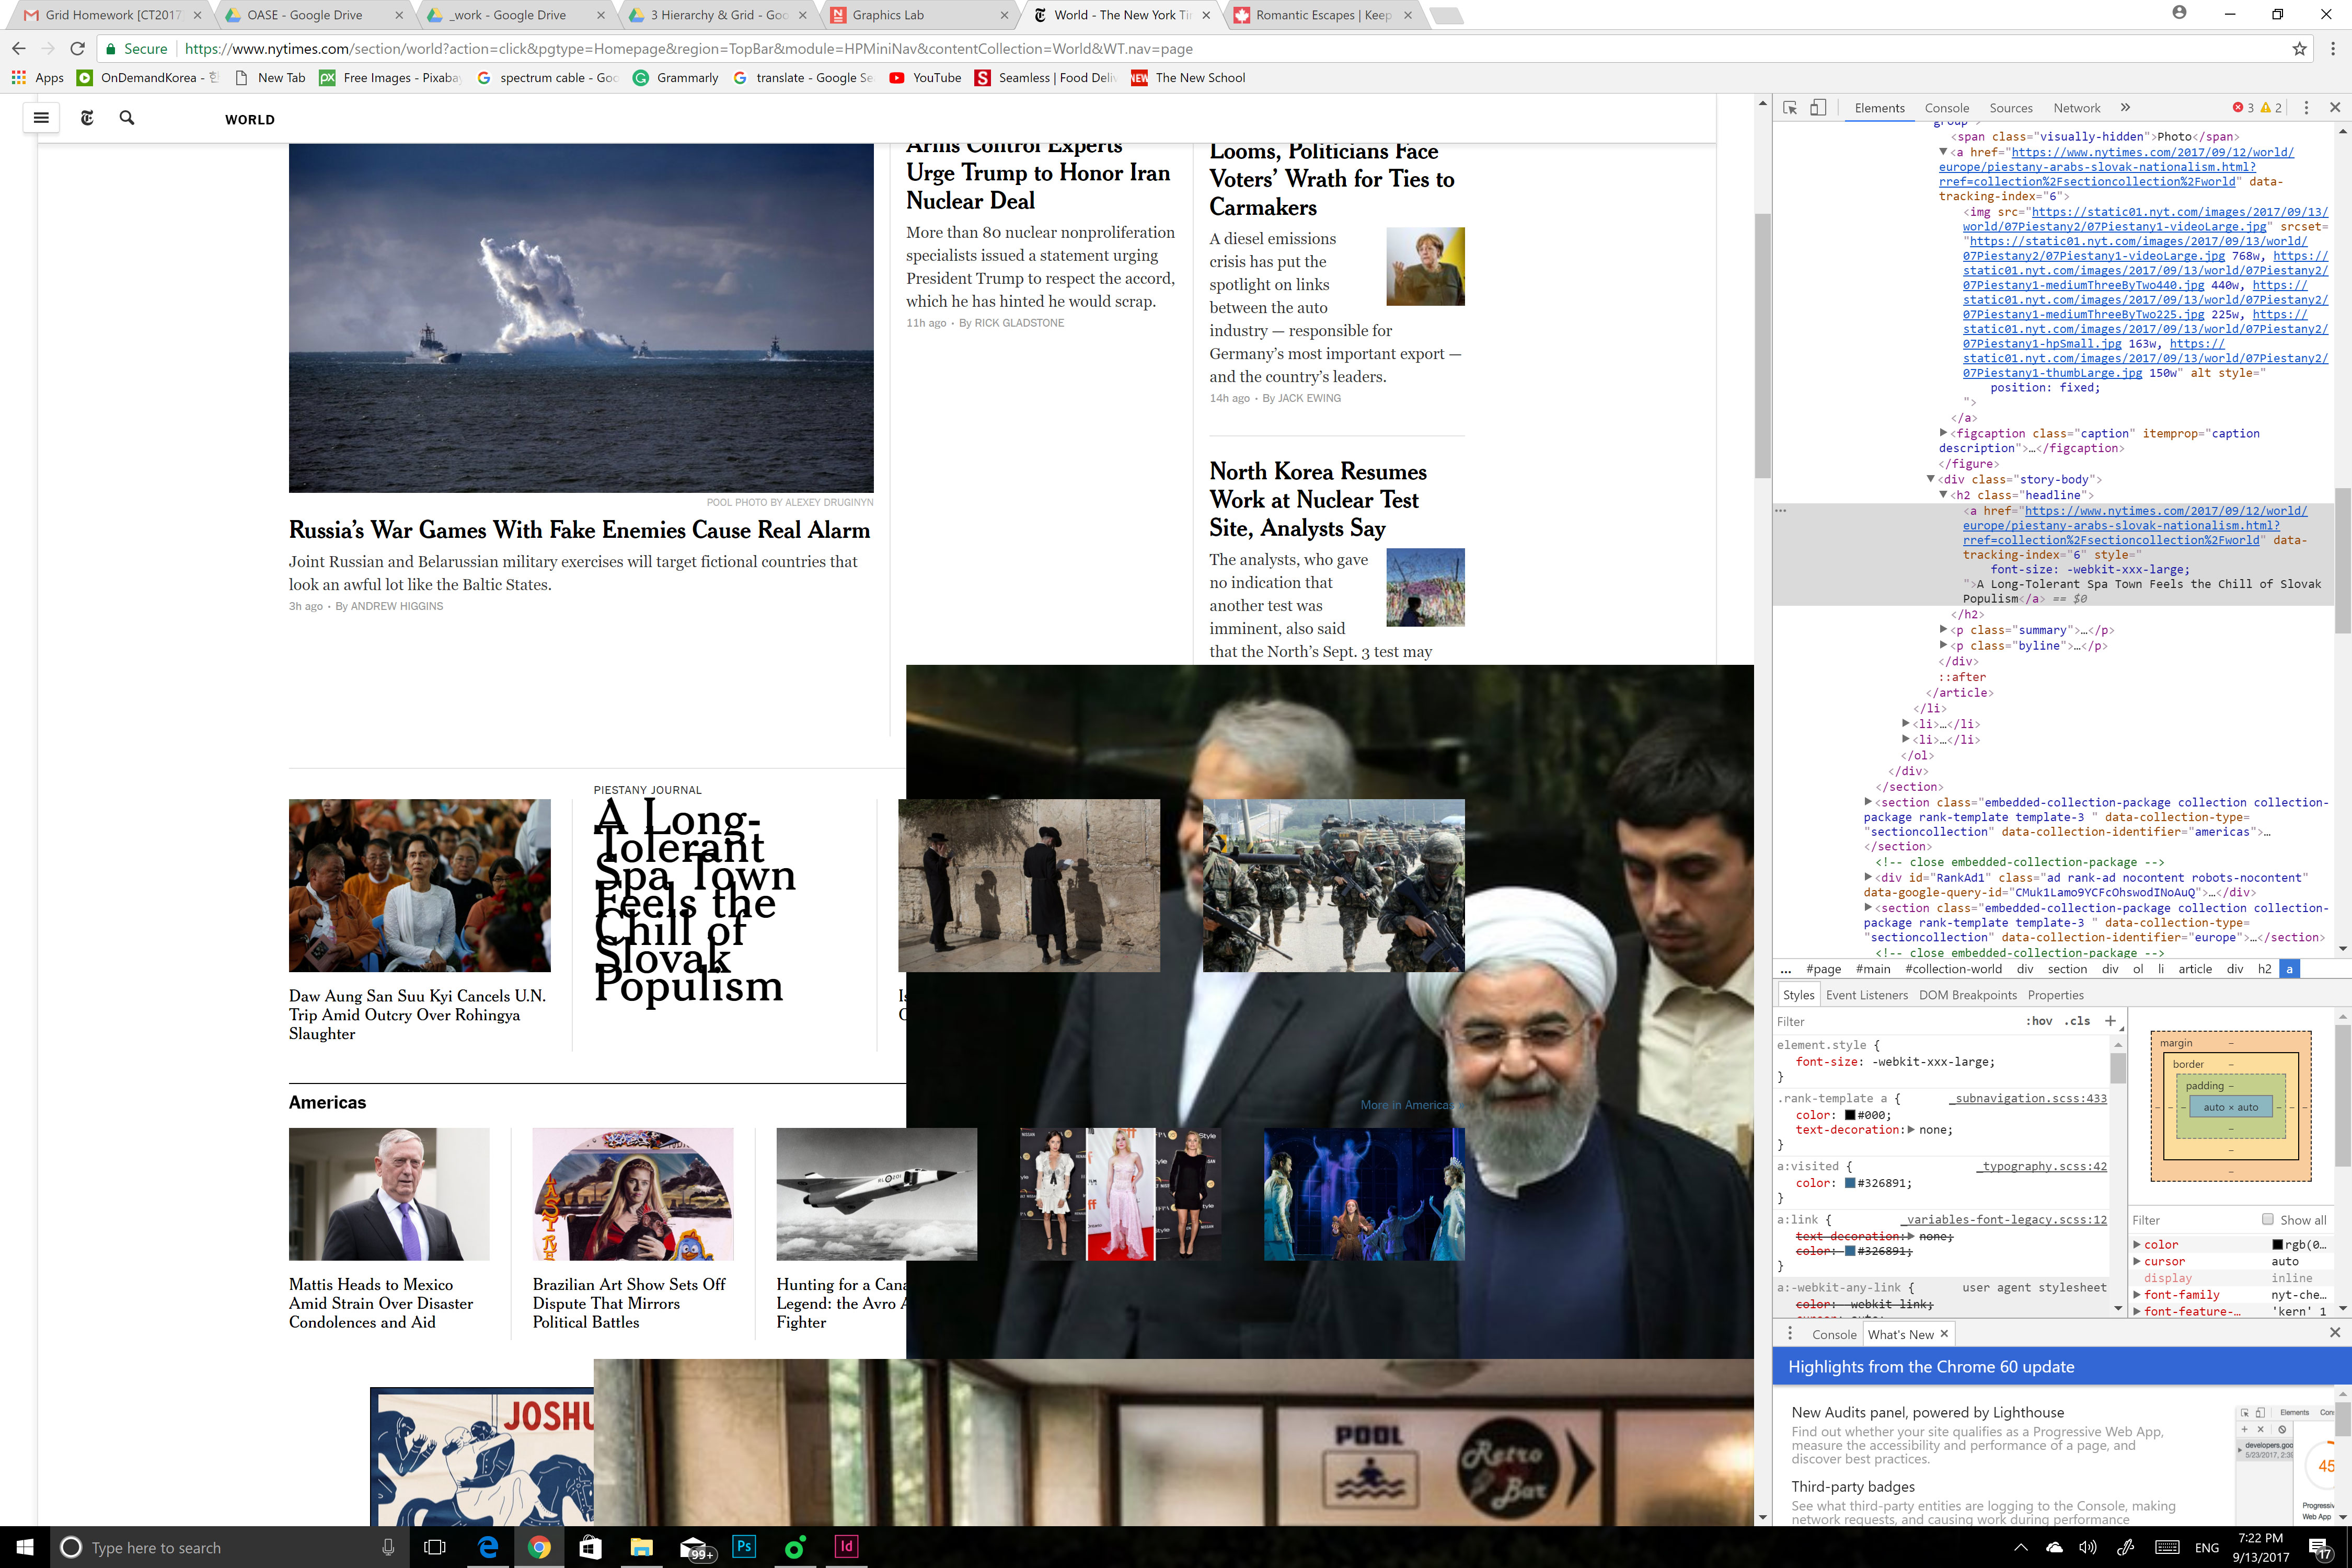 Grid Homework [CT2017
OASE - Google Drive
_work - Google Drive
3 Hierarchy & Grid - Goo
Graphics Lab
World - The New York Ti
Romantic Escapes | Keep
Secure
https://www.nytimes.com/section/world?action=click&pgtype=Homepage&region=TopBar&module=HPMiniNav&contentCollection=World&WT.nav=page
Apps
OnDemandKorea - 한
New Tab
Free Images - Pixaba
spectrum cable - Goo
Grammarly
translate - Google Se
YouTube
Seamless | Food Deli
The New School
WORLD
POOL PHOTO BY ALEXEY DRUGINYN
Russia's War Games With Fake Enemies Cause Real Alarm
Joint Russian and Belarussian military exercises will target fictional countries that
look an awful lot like the Baltic States.
3h ago • By ANDREW HIGGINS
Arms Control Experts
Urge Trump to Honor Iran
Nuclear Deal
More than 80 nuclear nonproliferation
specialists issued a statement urging
President Trump to respect the accord,
which he has hinted he would scrap.
11h ago • By RICK GLADSTONE
Looms, Politicians Face
Voters' Wrath for Ties to
Carmakers
A diesel emissions
crisis has put the
spotlight on links
between the auto
industry — responsible for
Germany's most important export —
and the country's leaders.
14h ago • By JACK EWING
North Korea Resumes
Work at Nuclear Test
Site, Analysts Say
The analysts, who gave
no indication that
another test was
imminent, also said
that the North's Sept. 3 test may
Daw Aung San Suu Kyi Cancels U.N.
Trip Amid Outcry Over Rohingya
Slaughter
PIESTANY JOURNAL
A Long-
Tolerant
Spa Town
Feels the
Chill of
Slovak
Populism
Americas
More in Americas
Mattis Heads to Mexico
Amid Strain Over Disaster
Condolences and Aid
Brazilian Art Show Sets Off
Dispute That Mirrors
Political Battles
Hunting for a Cana
Legend: the Avro A
Fighter
JOSHU
POOL
Retro
Bar
Elements
Console
Sources
Network
3
2
group">
<span class="visually-hidden">Photo</span>
<a href="https://www.nytimes.com/2017/09/12/world/
europe/piestany-arabs-slovak-nationalism.html?
rref=collection%2Fsectioncollection%2Fworld" data-
tracking-index="6">
<img src="https://static01.nyt.com/images/2017/09/13/
world/07Piestany2/07Piestany1-videoLarge.jpg" srcset=
"https://static01.nyt.com/images/2017/09/13/world/
07Piestany2/07Piestany1-videoLarge.jpg 768w, https://
static01.nyt.com/images/2017/09/13/world/07Piestany2/
07Piestany1-mediumThreeByTwo440.jpg 440w, https://
static01.nyt.com/images/2017/09/13/world/07Piestany2/
07Piestany1-mediumThreeByTwo225.jpg 225w, https://
static01.nyt.com/images/2017/09/13/world/07Piestany2/
07Piestany1-hpSmall.jpg 163w, https://
static01.nyt.com/images/2017/09/13/world/07Piestany2/
07Piestany1-thumbLarge.jpg 150w" alt style="
position: fixed;
">
</a>
<figcaption class="caption" itemprop="caption
description">…</figcaption>
</figure>
<div class="story-body">
<h2 class="headline">
<a href="https://www.nytimes.com/2017/09/12/world/
europe/piestany-arabs-slovak-nationalism.html?
rref=collection%2Fsectioncollection%2Fworld" data-
tracking-index="6" style="
font-size: -webkit-xxx-large;
">A Long-Tolerant Spa Town Feels the Chill of Slovak
Populism</a> == $0
</h2>
<p class="summary">…</p>
<p class="byline">…</p>
</div>
::after
</article>
</li>
<li>…</li>
<li>…</li>
</ol>
</div>
</section>
<section class="embedded-collection-package collection collection-
package rank-template template-3 " data-collection-type=
"sectioncollection" data-collection-identifier="americas">…
</section>
<!-- close embedded-collection-package -->
<div id="RankAd1" class="ad rank-ad nocontent robots-nocontent"
data-google-query-id="CMuk1Lamo9YCFcOhswodINoAuQ">…</div>
<section class="embedded-collection-package collection collection-
package rank-template template-3 " data-collection-type=
"sectioncollection" data-collection-identifier="europe">…</section>
<!-- close embedded-collection-package -->
... #page #main #collection-world div section div ol li article div h2 a
Styles Event Listeners DOM Breakpoints Properties
Filter
:hov .cls +
element.style {
font-size: -webkit-xxx-large;
}
.rank-template a {
_subnavigation.scss:433
color: #000;
text-decoration: none;
}
a:visited {
_typography.scss:42
color: #326891;
}
a:link {
_variables-font-legacy.scss:12
text-decoration: none;
color: #326891;
}
a:-webkit-any-link {
user agent stylesheet
color: -webkit-link;
margin –
border –
padding –
auto × auto
Filter
Show all
color rgb(0…
cursor auto
display inline
font-family nyt-che…
font-feature-… 'kern' 1
Console
What's New
Highlights from the Chrome 60 update
New Audits panel, powered by Lighthouse
Find out whether your site qualifies as a Progressive Web App,
measure the accessibility and performance of a page, and
discover best practices.
Third-party badges
See what third-party entities are logging to the Console, making
network requests, and causing work during performance
Elements
developers.goo
45
Progressiv
Web App
Type here to search
99+
Ps
Id
ENG
7:22 PM
9/13/2017
17